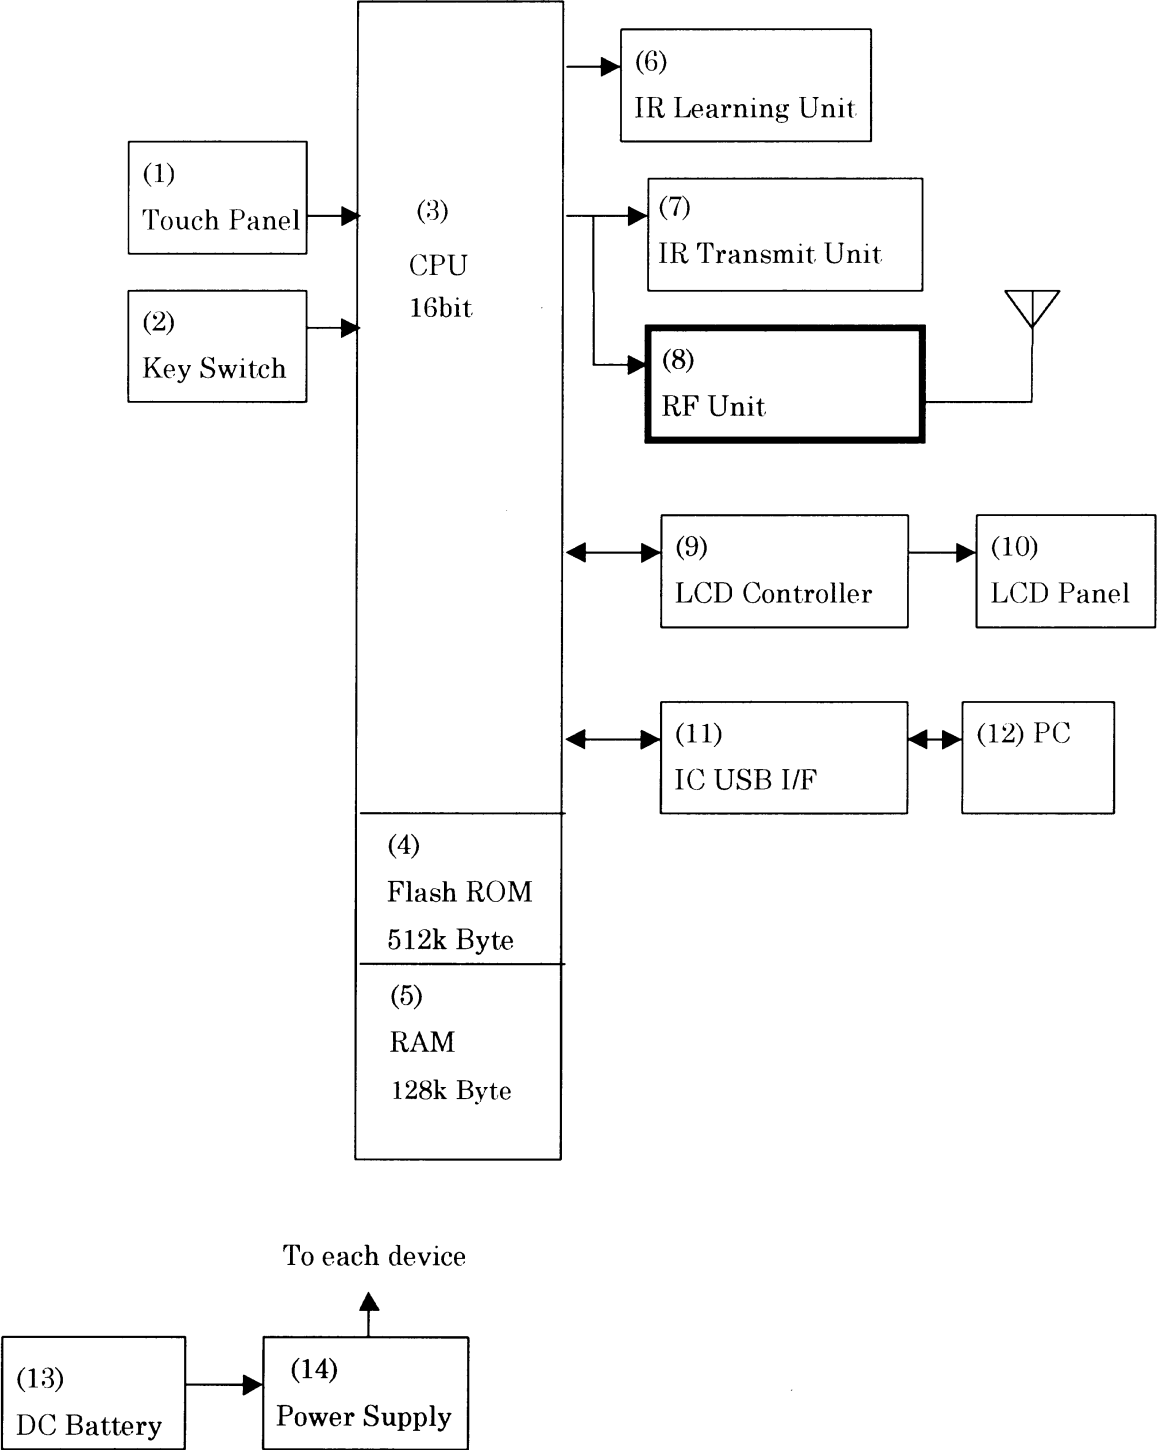 (1)
Touch Panel
(2)
Key Switch
(3)
CPU
16bit
(4)
Flash ROM
512k Byte
(5)
RAM
128k Byte
(6)
IR Learning Unit
(7)
IR Transmit Unit
(8)
RF Unit
(9)
LCD Controller
(10)
LCD Panel
(11)
IC USB I/F
(12) PC
To each device
(13)
DC Battery
(14)
Power Supply